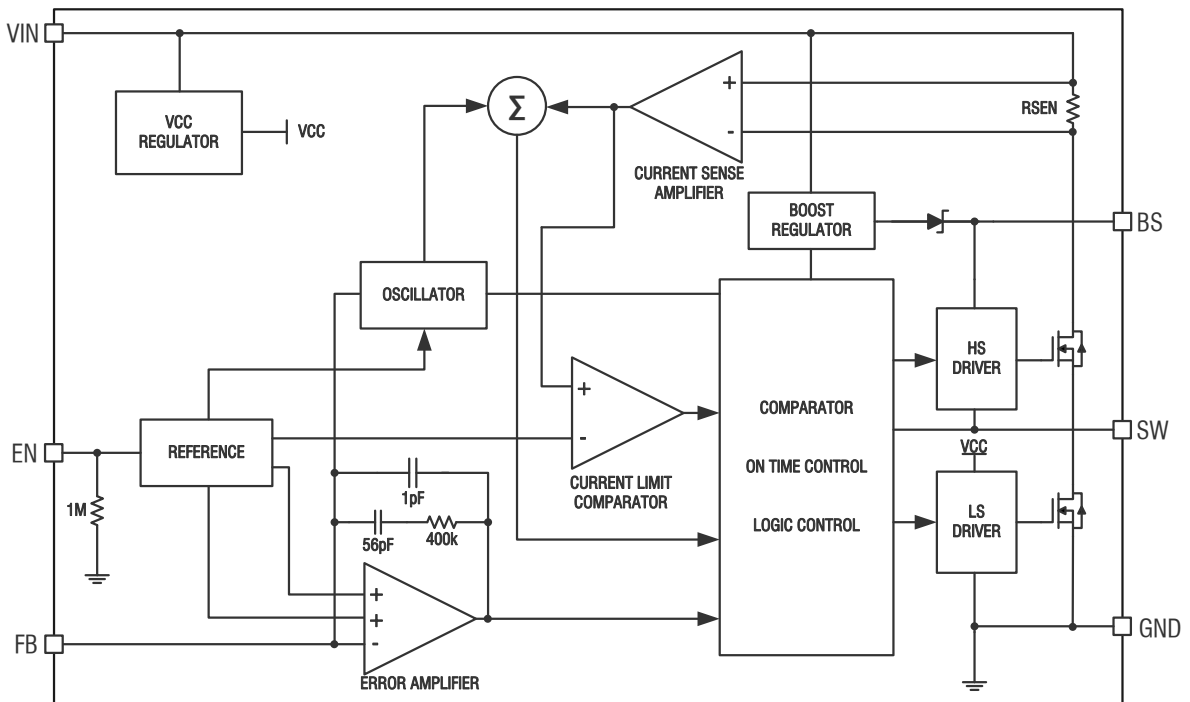 VIN
VCC
REGULATOR
VCC
Σ
+
-
RSEN
CURRENT SENSE
AMPLIFIER
BOOST
REGULATOR
BS
OSCILLATOR
HS
DRIVER
+
-
COMPARATOR
ON TIME CONTROL
LOGIC CONTROL
CURRENT LIMIT
COMPARATOR
SW
VCC
EN
REFERENCE
1M
1pF
56pF
400k
LS
DRIVER
+
+
-
FB
ERROR AMPLIFIER
GND